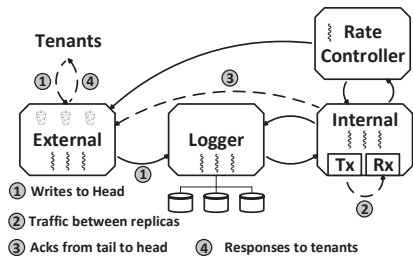 Rate
Controller
Tenants
1 4
3
External
Logger
Internal
Tx Rx
1
2
1 Writes to Head
2 Traffic between replicas
3 Acks from tail to head 4 Responses to tenants